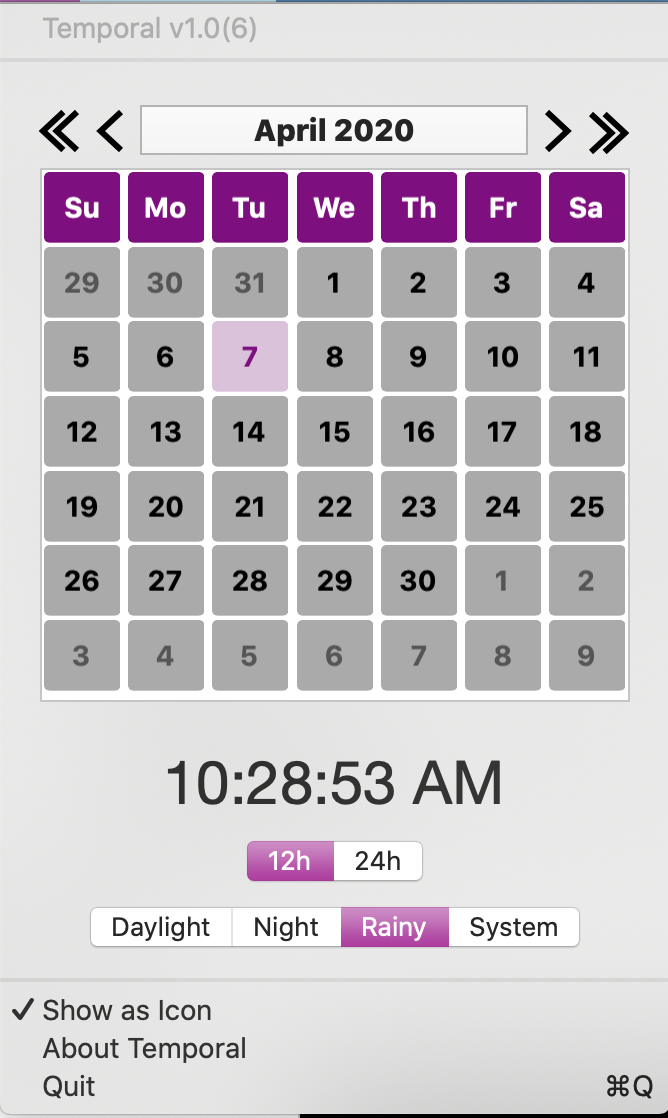 Temporal v1.0(6)
April 2020
Su Mo Tu We Th Fr Sa
29 30 31 1 2 3 4
5 6 7 8 9 10 11
12 13 14 15 16 17 18
19 20 21 22 23 24 25
26 27 28 29 30 1 2
3 4 5 6 7 8 9
10:28:53 AM
12h 24h
Daylight Night Rainy System
✓ Show as Icon
About Temporal
Quit ⌘Q